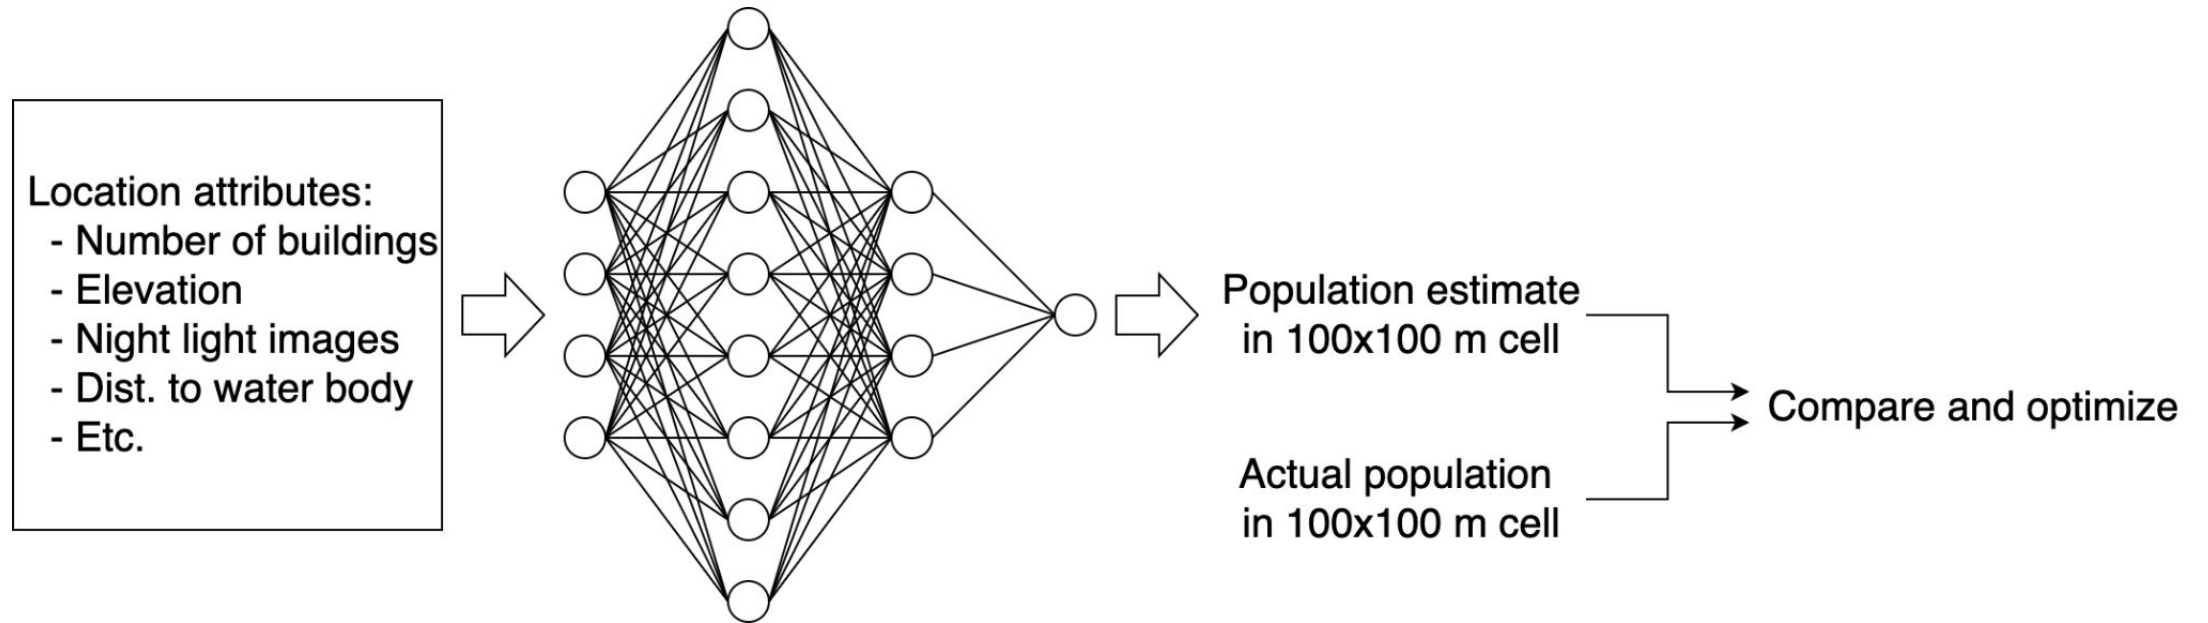 Location attributes:
- Number of buildings
- Elevation
- Night light images
- Dist. to water body
- Etc.
Population estimate
in 100x100 m cell
Actual population
in 100x100 m cell
Compare and optimize